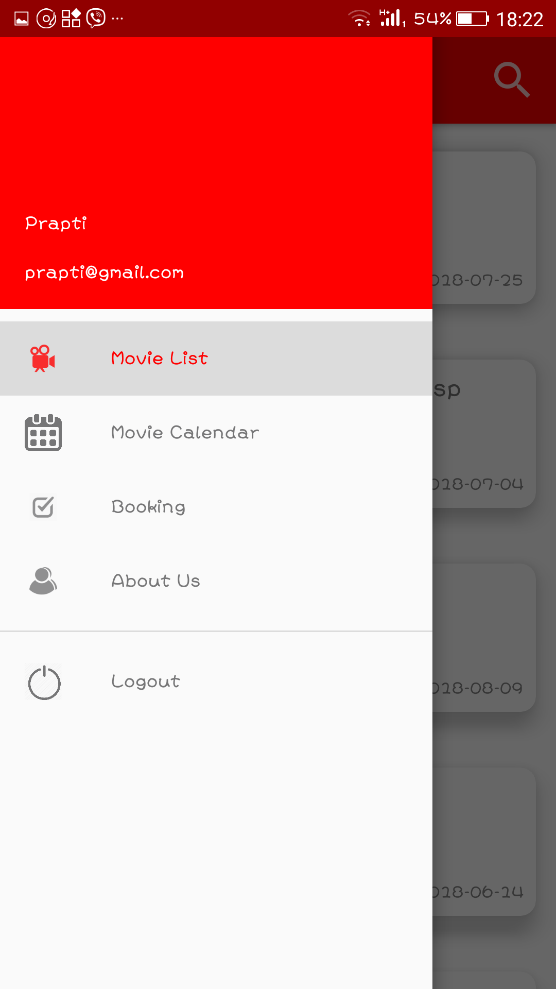 54% 18:22
Prapti
prapti@gmail.com
018-07-25
Movie List
sp
Movie Calendar
018-07-04
Booking
About Us
Logout
018-08-09
018-06-14